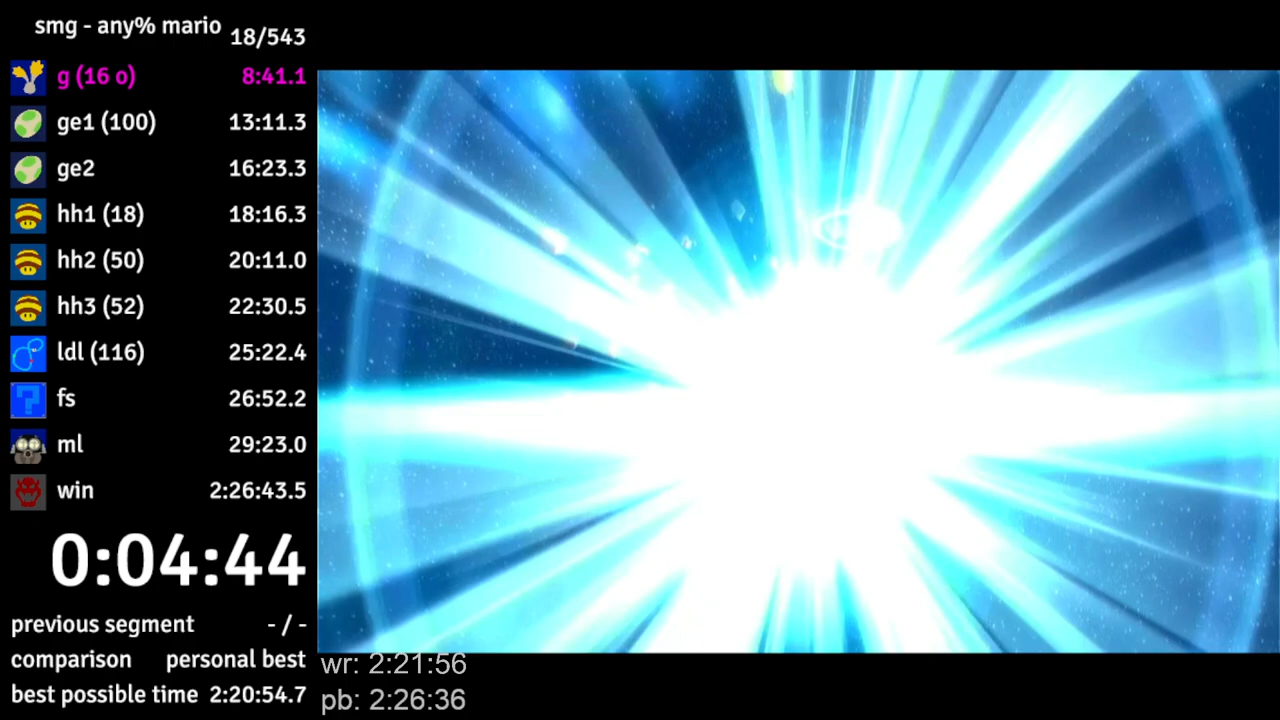 smg - any% mario
18/543
g (16 o) 8:41.1
ge1 (100) 13:11.3
ge2 16:23.3
hh1 (18) 18:16.3
hh2 (50) 20:11.0
hh3 (52) 22:30.5
ldl (116) 25:22.4
fs 26:52.2
ml 29:23.0
win 2:26:43.5
0:04:44
previous segment - / -
comparison personal best
best possible time 2:20:54.7
wr: 2:21:56
pb: 2:26:36